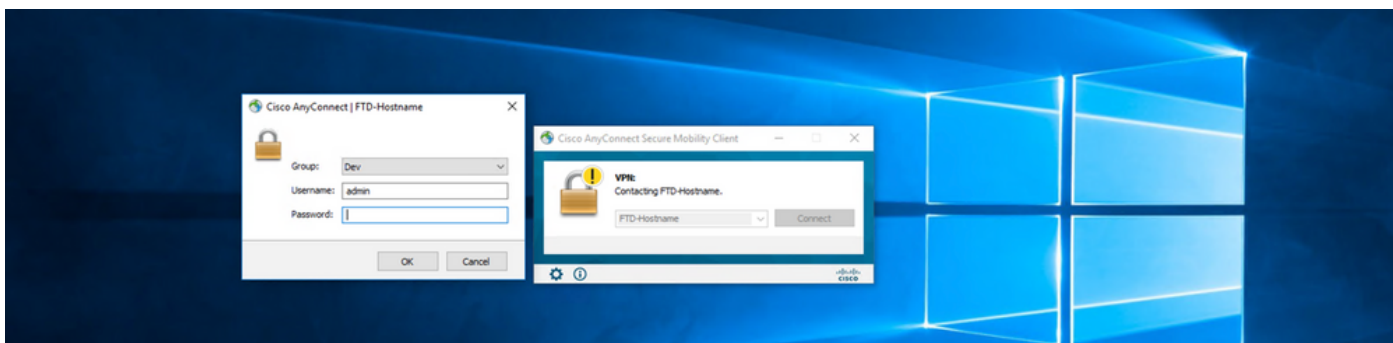 Cisco AnyConnect | FTD-Hostname
Group: Dev
Username: admin
Password:
OK Cancel
Cisco AnyConnect Secure Mobility Client
VPN:
Contacting FTD-Hostname.
FTD-Hostname Connect
CISCO